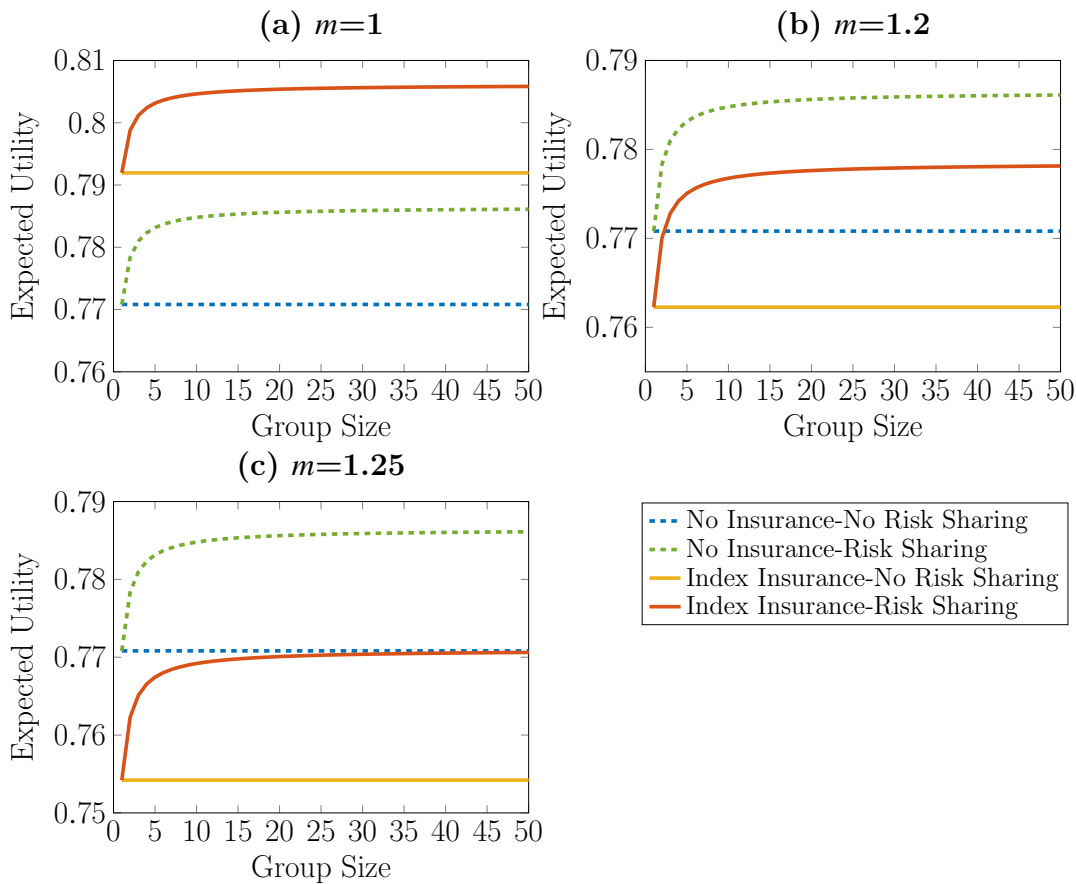 (a) m=1
Expected Utility
0.81
0.8
0.79
0.78
0.77
0.76
0 5 10 15 20 25 30 35 40 45 50
Group Size
(b) m=1.2
Expected Utility
0.79
0.78
0.77
0.76
0 5 10 15 20 25 30 35 40 45 50
Group Size
(c) m=1.25
Expected Utility
0.79
0.78
0.77
0.76
0.75
0 5 10 15 20 25 30 35 40 45 50
Group Size
No Insurance-No Risk Sharing
No Insurance-Risk Sharing
Index Insurance-No Risk Sharing
Index Insurance-Risk Sharing